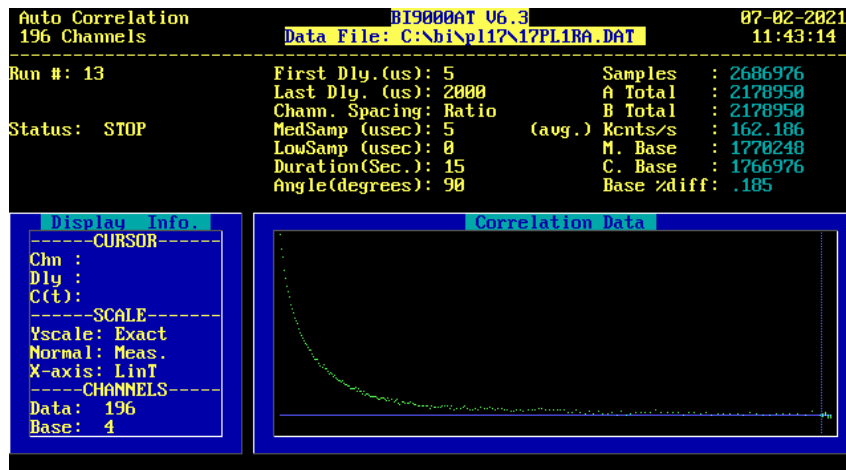 Auto Correlation BI9000AT V6.3 07-02-2021
196 Channels Data File: C:\bi\pl17\17PL1RA.DAT 11:43:14
Run #: 13 First Dly.(us): 5 Samples : 2686976
Last Dly. (us): 2000 A Total : 2178950
Chann. Spacing: Ratio B Total : 2178950
Status: STOP MedSamp (usec): 5 (avg.) Kcnts/s : 162.186
LowSamp (usec): 0 M. Base : 1770248
Duration(Sec.): 15 C. Base : 1766976
Angle(degrees): 90 Base %diff: .185
Display Info. Correlation Data
------CURSOR------
Chn :
Dly :
C(t):
------SCALE-------
Yscale: Exact
Normal: Meas.
X-axis: LinT
-----CHANNELS-----
Data: 196
Base: 4